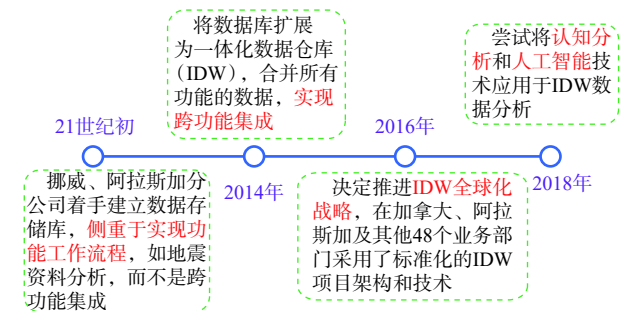 将数据库扩展
为一体化数据仓库
（IDW），合并所有
功能的数据，实现
跨功能集成
尝试将认知分
析和人工智能技
术应用于IDW数
据分析
21世纪初
2016年
2014年
2018年
挪威、阿拉斯加分
公司着手建立数据存
储库，侧重于实现功
能工作流程，如地震
资料分析，而不是跨
功能集成
决定推进IDW全球化
战略，在加拿大、阿拉
斯加及其他48个业务部
门采用了标准化的IDW
项目架构和技术